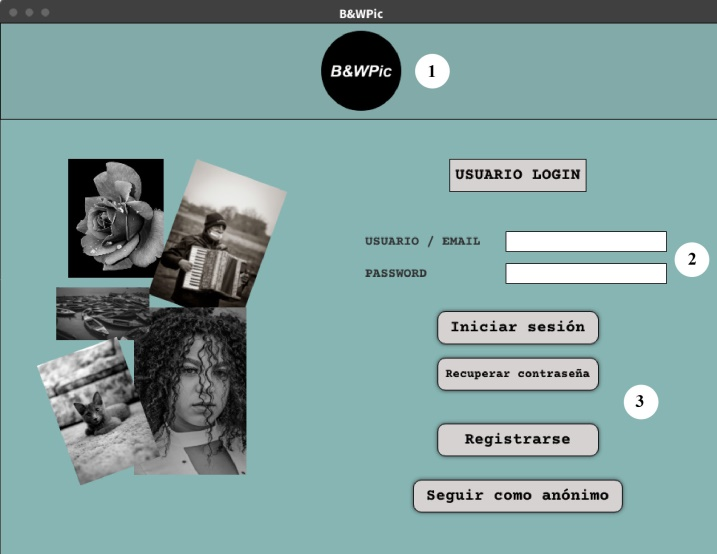 B&WPic
B&WPic
1
USUARIO LOGIN
USUARIO / EMAIL
2
PASSWORD
Iniciar sesión
Recuperar contraseña
3
Registrarse
Seguir como anónimo